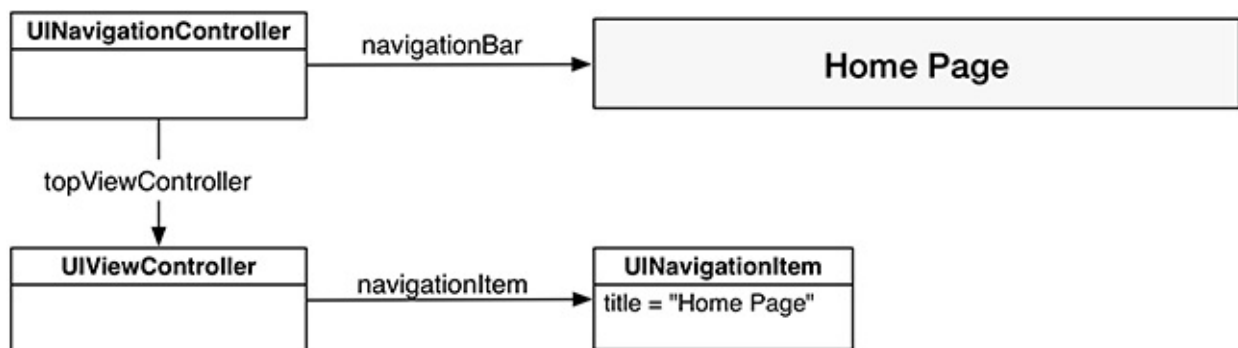 UINavigationController
navigationBar
Home Page
topViewController
UIViewController
navigationItem
UINavigationItem
title = "Home Page"